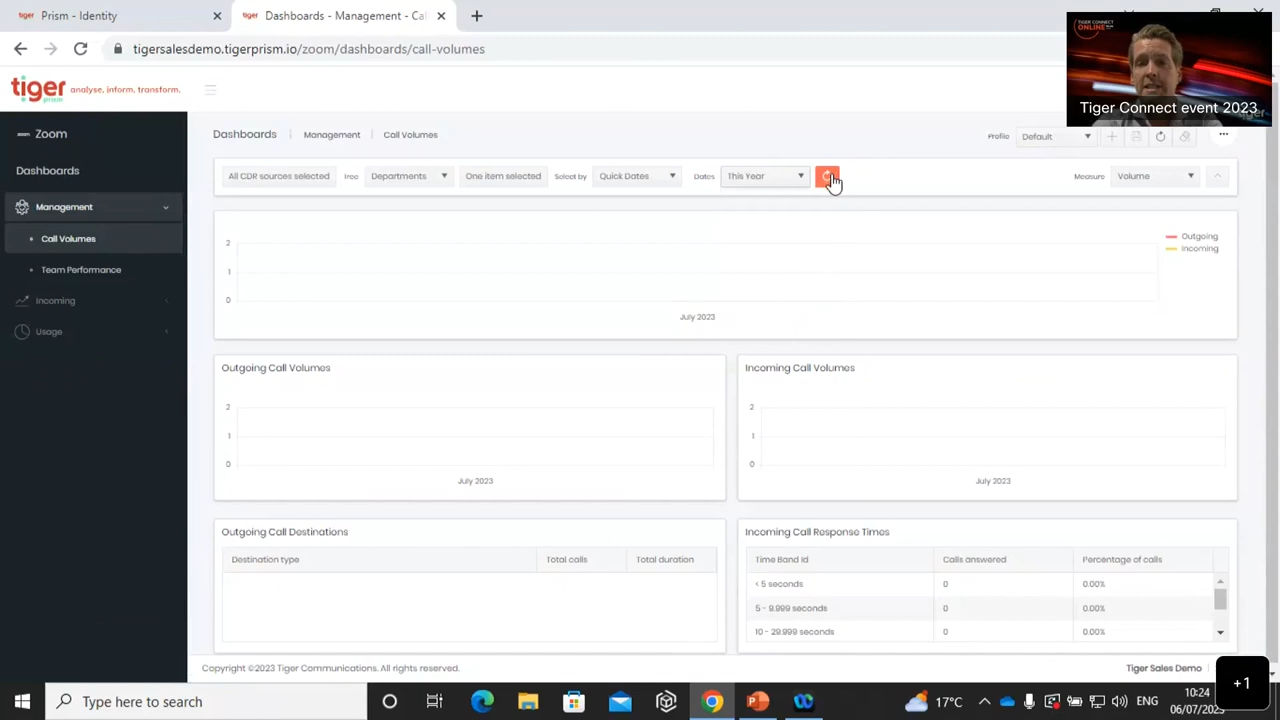 Prism - Identity
Dashboards - Management - Cal
tigersalesdemo.tigerprism.io/zoom/dashboards/call-volumes
TIGER CONNECT
ONLINE
Tiger Connect event 2023
tiger
prism
analyse. inform. transform.
Zoom
Dashboards
Management
Call Volumes
Team Performance
Incoming
Usage
Dashboards | Management | Call Volumes
Profile Default
All CDR sources selected Tree Departments One item selected Select by Quick Dates Dates This Year Measure Volume
2
1
0
July 2023
Outgoing
Incoming
Outgoing Call Volumes
2
1
0
July 2023
Incoming Call Volumes
2
1
0
July 2023
Outgoing Call Destinations
Destination type Total calls Total duration
Incoming Call Response Times
Time Band Id Calls answered Percentage of calls
< 5 seconds 0 0.00%
5 - 9.999 seconds 0 0.00%
10 - 29.999 seconds 0 0.00%
Copyright ©2023 Tiger Communications. All rights reserved.
Tiger Sales Demo
+1
Type here to search
17°C
ENG
10:24
06/07/202